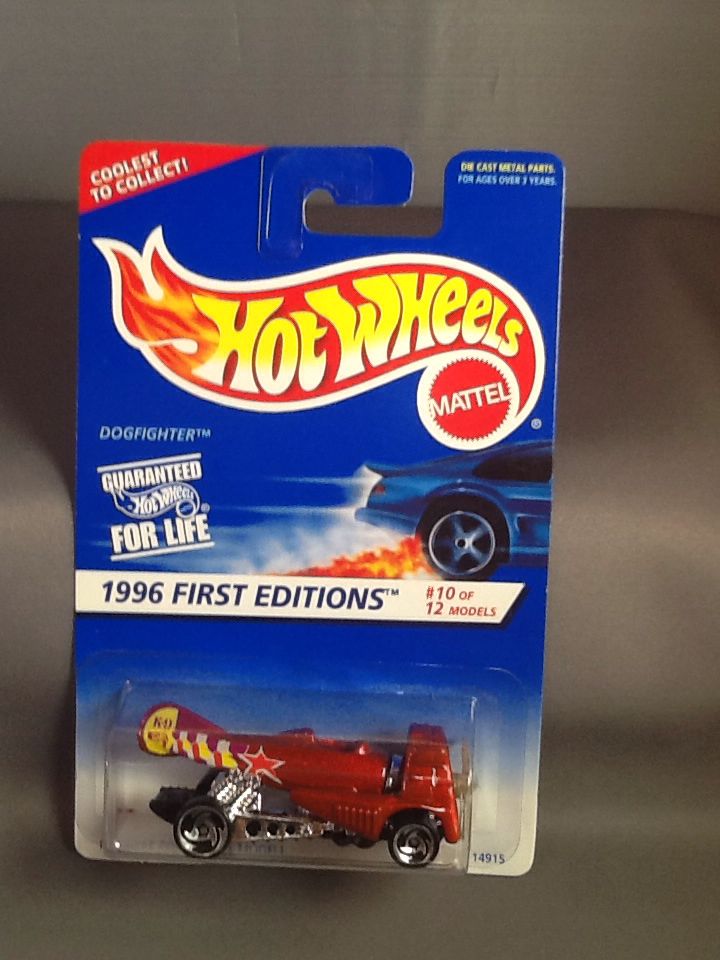 COOLEST
TO COLLECT!
DIE CAST METAL PARTS.
FOR AGES OVER 3 YEARS.
HOT WHEELS
MATTEL
®
DOGFIGHTER™
GUARANTEED
HOT WHEELS ®
FOR LIFE
1996 FIRST EDITIONS™
#10 OF
12 MODELS
K-9
14915